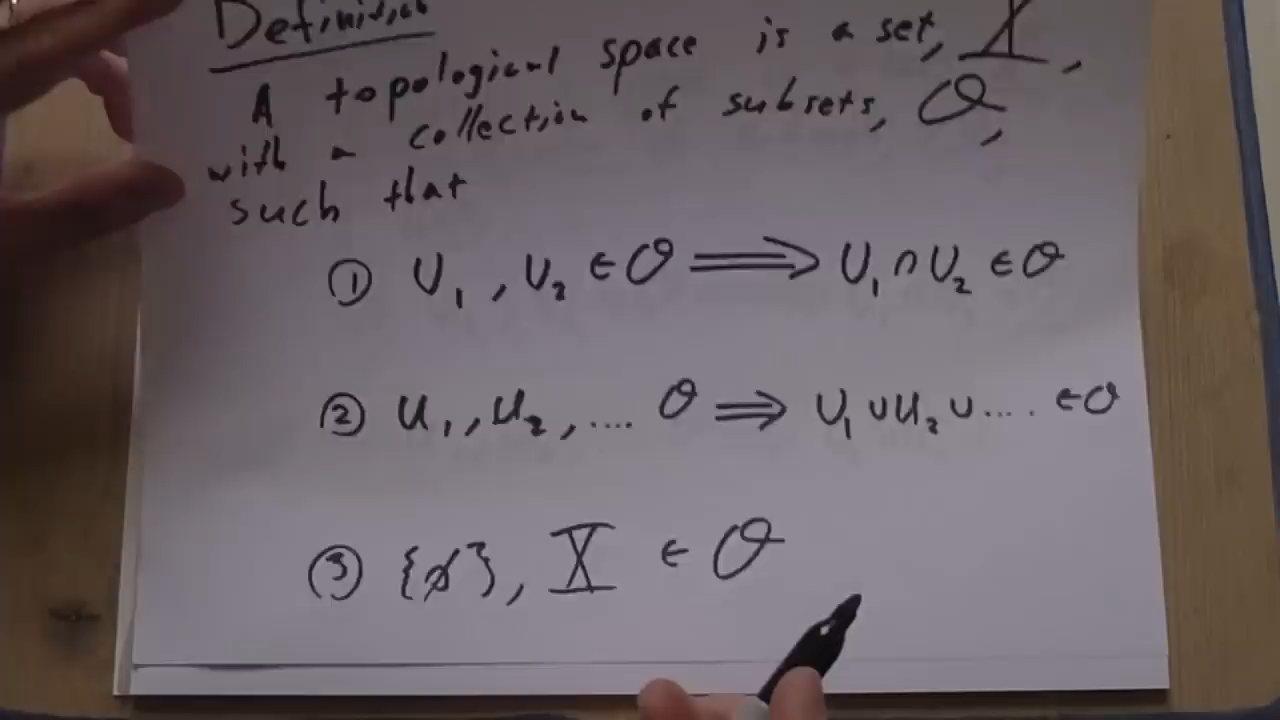 Definition
A topological space is a set, X,
with a collection of subsets, O,
such that
① U₁, U₂ ∈ O ⟹ U₁ ∩ U₂ ∈ O
② U₁, U₂, .... O ⟹ U₁ ∪ U₂ ∪ .... ∈ O
③ {∅}, X ∈ O